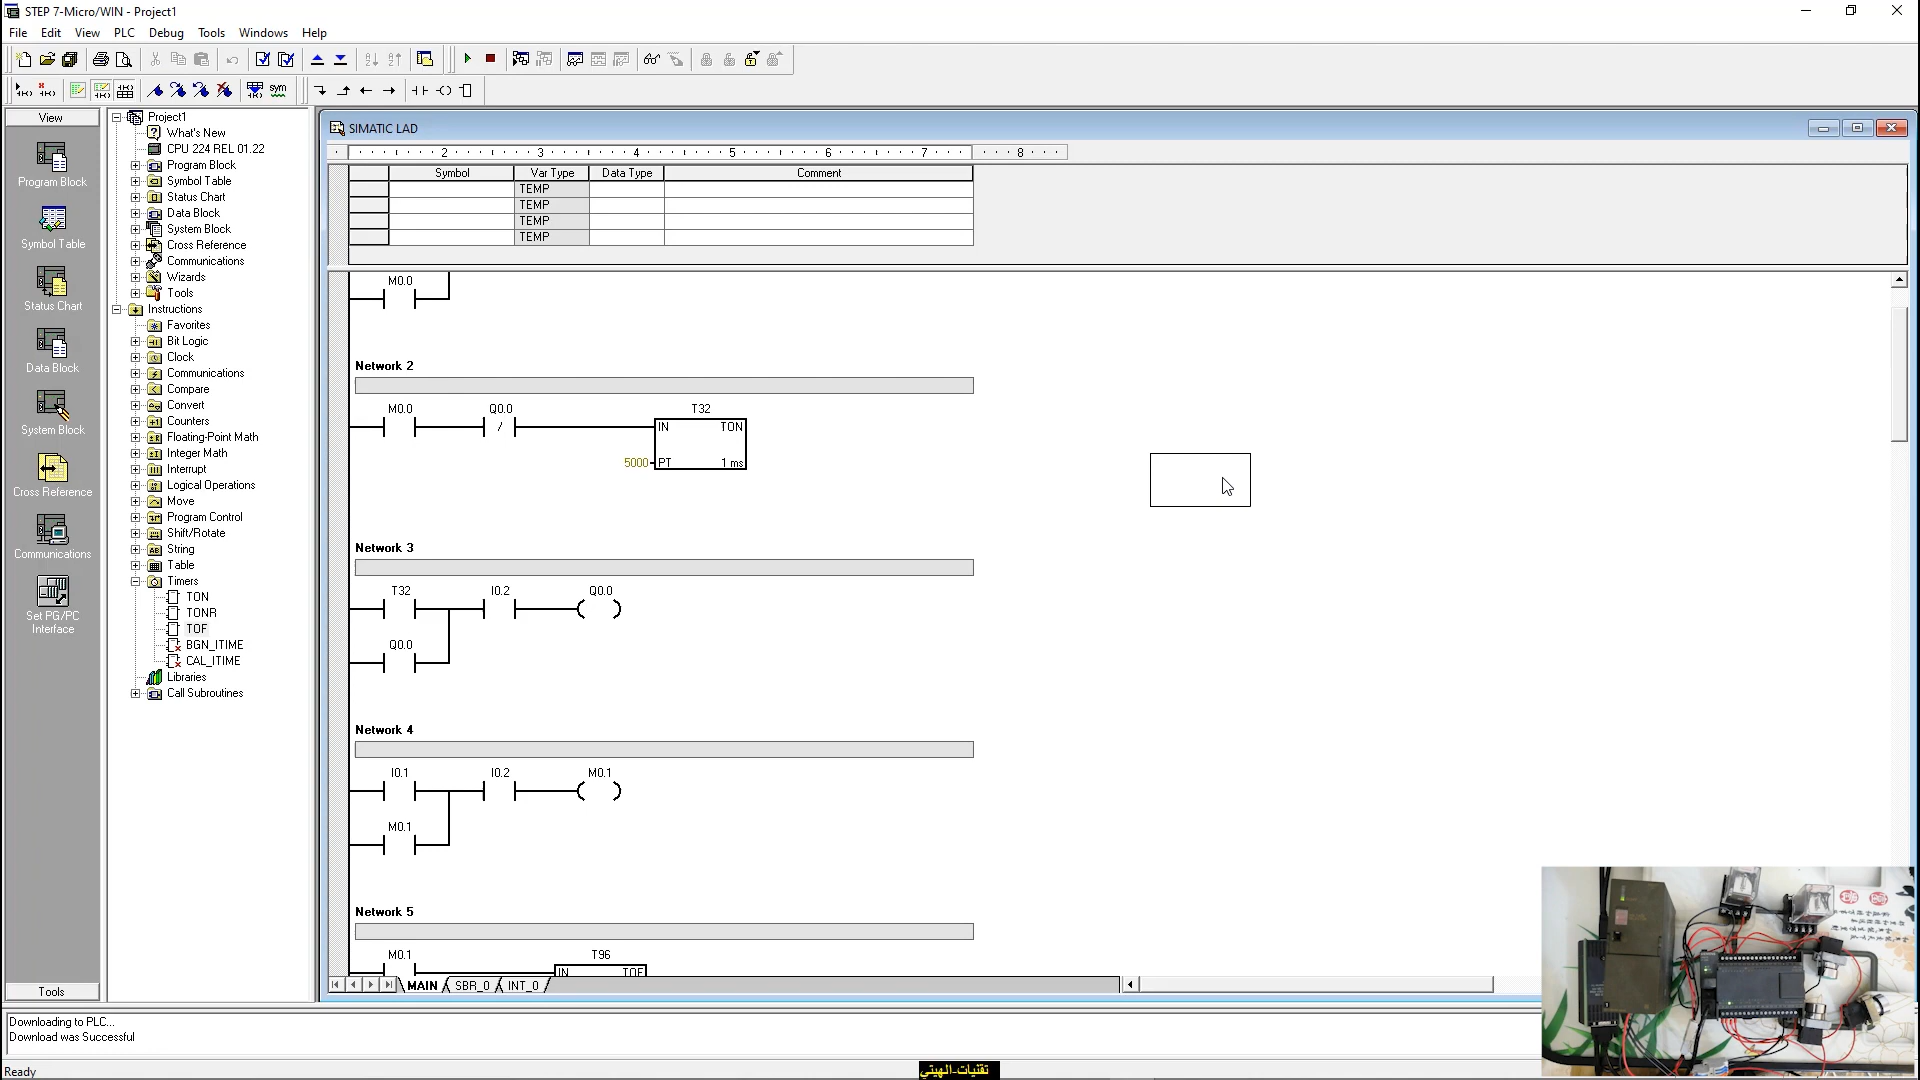 STEP 7-Micro/WIN - Project1
File Edit View PLC Debug Tools Windows Help
sym
View
Program Block
Symbol Table
Status Chart
Data Block
System Block
Cross Reference
Communications
Set PG/PC
Interface
Tools
Project1
What's New
CPU 224 REL 01.22
Program Block
Symbol Table
Status Chart
Data Block
System Block
Cross Reference
Communications
Wizards
Tools
Instructions
Favorites
Bit Logic
Clock
Communications
Compare
Convert
Counters
Floating-Point Math
Integer Math
Interrupt
Logical Operations
Move
Program Control
Shift/Rotate
String
Table
Timers
TON
TONR
TOF
BGN_ITIME
CAL_ITIME
Libraries
Call Subroutines
SIMATIC LAD
2 3 4 5 6 7 8
Symbol Var Type Data Type Comment
TEMP
TEMP
TEMP
TEMP
M0.0
Network 2
M0.0 Q0.0 T32
IN TON
5000 PT 1 ms
Network 3
T32 I0.2 Q0.0
Q0.0
Network 4
I0.1 I0.2 M0.1
M0.1
Network 5
M0.1 T96
IN TOF
MAIN SBR_0 INT_0
Downloading to PLC...
Download was Successful
Ready
تقنيات-الهيتي